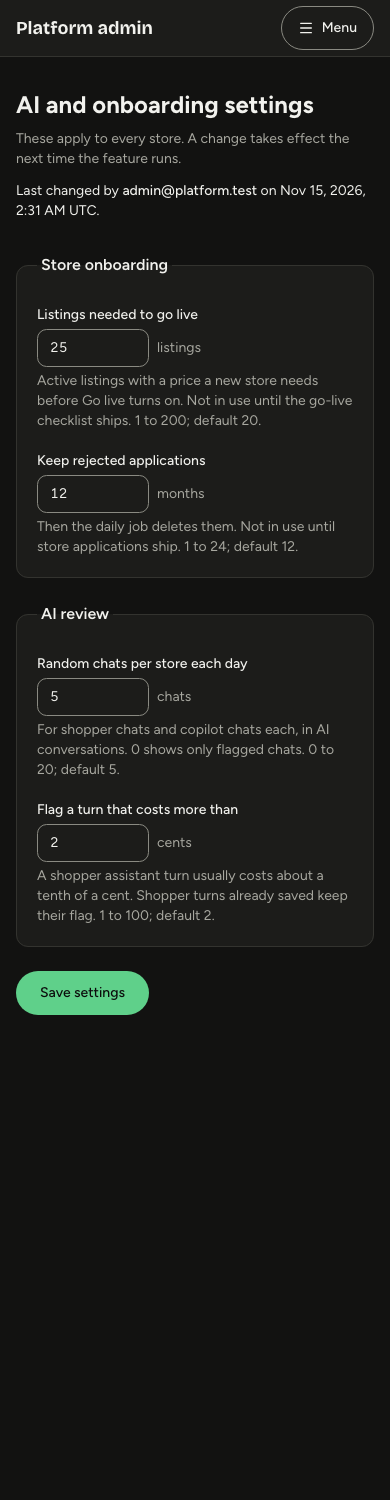 Platform admin
☰ Menu
AI and onboarding settings
These apply to every store. A change takes effect the
next time the feature runs.
Last changed by admin@platform.test on Nov 15, 2026,
2:31 AM UTC.
Store onboarding
Listings needed to go live
25 listings
Active listings with a price a new store needs
before Go live turns on. Not in use until the go-live
checklist ships. 1 to 200; default 20.
Keep rejected applications
12 months
Then the daily job deletes them. Not in use until
store applications ship. 1 to 24; default 12.
AI review
Random chats per store each day
5 chats
For shopper chats and copilot chats each, in AI
conversations. 0 shows only flagged chats. 0 to
20; default 5.
Flag a turn that costs more than
2 cents
A shopper assistant turn usually costs about a
tenth of a cent. Shopper turns already saved keep
their flag. 1 to 100; default 2.
Save settings